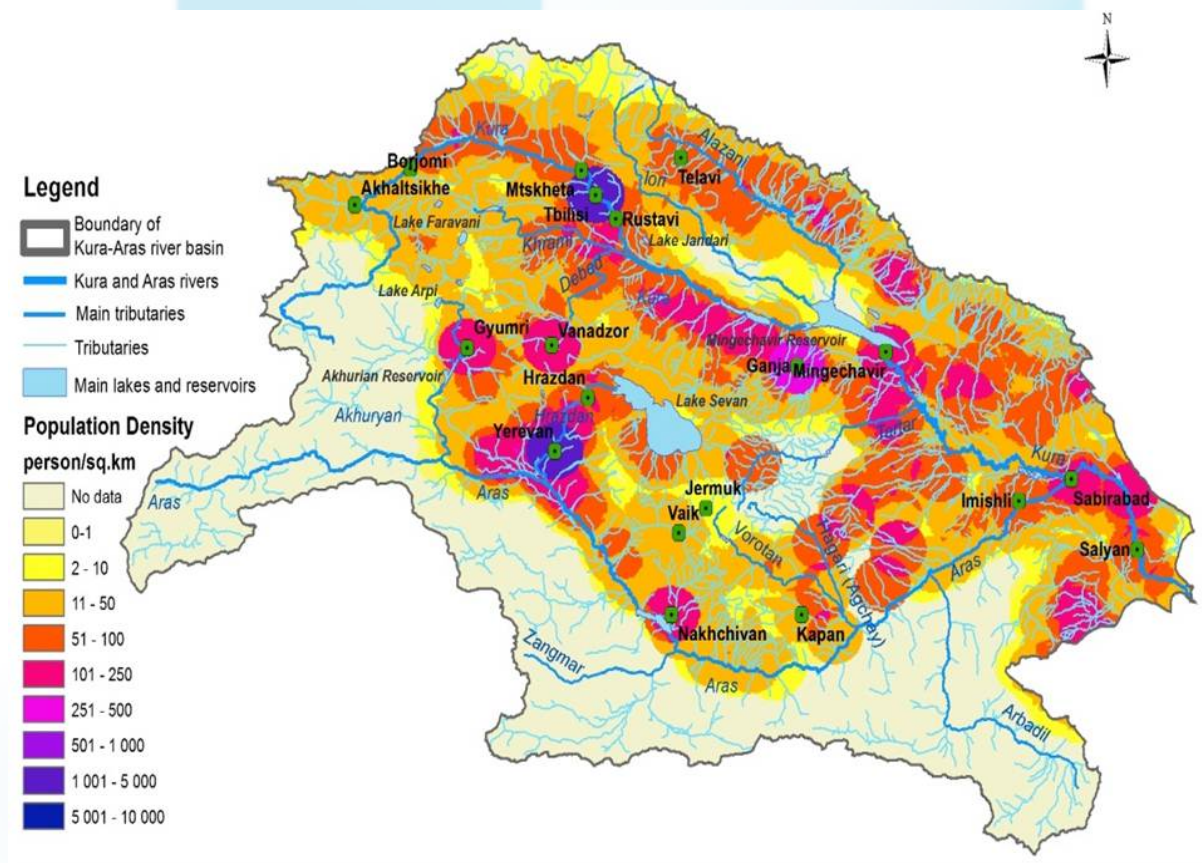 N
Legend
Boundary of
Kura-Aras river basin
Kura and Aras rivers
Main tributaries
Tributaries
Main lakes and reservoirs
Population Density
person/sq.km
No data
0-1
2 - 10
11 - 50
51 - 100
101 - 250
251 - 500
501 - 1 000
1 001 - 5 000
5 001 - 10 000
Kura
Alazani
Borjomi
Akhaltsikhe
Mtskheta
Iori
Telavi
Tbilisi
Rustavi
Lake Faravani
Khrami
Lake Jandari
Debed
Lake Arpi
Kura
Gyumri
Vanadzor
Mingechavir Reservoir
Akhurian Reservoir
Hrazdan
Ganja
Mingechavir
Akhuryan
Hrazdan
Lake Sevan
Yerevan
Tartar
Kura
Aras
Aras
Jermuk
Imishli
Sabirabad
Vaik
Vorotan
Hagari (Agchay)
Aras
Salyan
Nakhchivan
Kapan
Zangmar
Aras
Arbadil